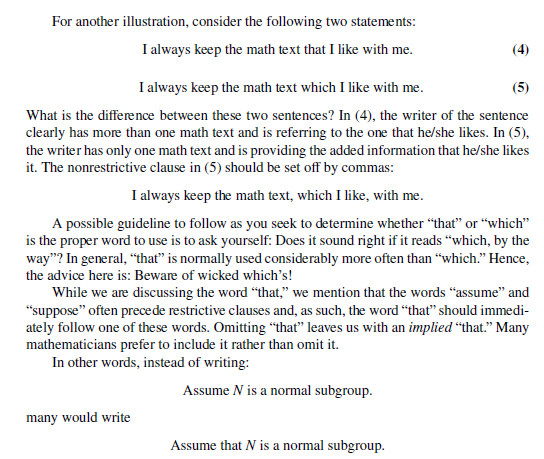 For another illustration, consider the following two statements:
I always keep the math text that I like with me. (4)
I always keep the math text which I like with me. (5)
What is the difference between these two sentences? In (4), the writer of the sentence
clearly has more than one math text and is referring to the one that he/she likes. In (5),
the writer has only one math text and is providing the added information that he/she likes
it. The nonrestrictive clause in (5) should be set off by commas:
I always keep the math text, which I like, with me.
A possible guideline to follow as you seek to determine whether “that” or “which”
is the proper word to use is to ask yourself: Does it sound right if it reads “which, by the
way”? In general, “that” is normally used considerably more often than “which.” Hence,
the advice here is: Beware of wicked which’s!
While we are discussing the word “that,” we mention that the words “assume” and
“suppose” often precede restrictive clauses and, as such, the word “that” should immedi-
ately follow one of these words. Omitting “that” leaves us with an implied “that.” Many
mathematicians prefer to include it rather than omit it.
In other words, instead of writing:
Assume N is a normal subgroup.
many would write
Assume that N is a normal subgroup.